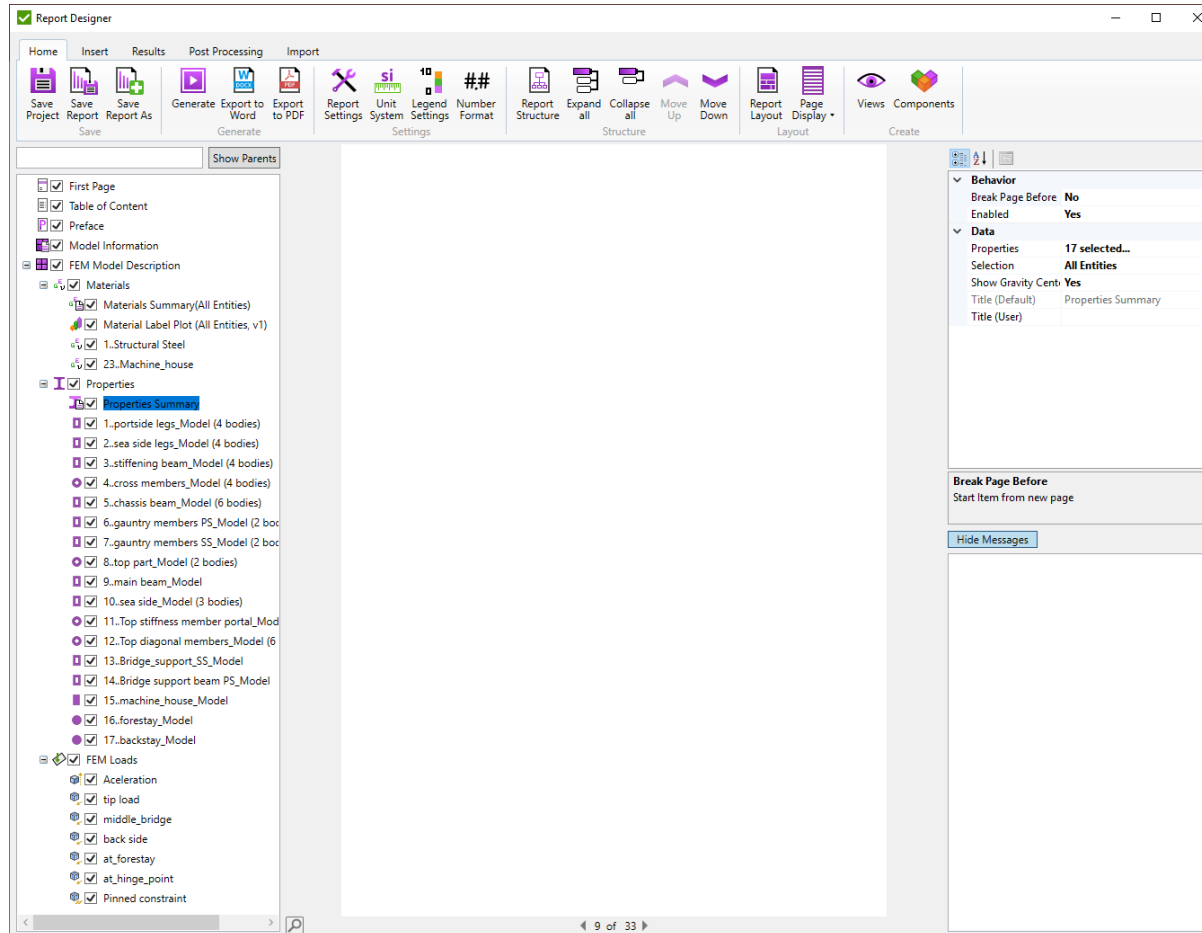 Report Designer
Home Insert Results Post Processing Import
Save Project Save Report Save Report As Generate Export to Word Export to PDF Report Settings Unit System Legend Settings Number Format Report Structure Expand all Collapse all Move Up Move Down Report Layout Page Display Views Components
Save Generate Settings Structure Layout Create
Show Parents
First Page
Table of Content
Preface
Model Information
FEM Model Description
Materials
Materials Summary(All Entities)
Material Label Plot (All Entities, v1)
1..Structural Steel
23..Machine_house
Properties
Properties Summary
1..portside legs_Model (4 bodies)
2..sea side legs_Model (4 bodies)
3..stiffening beam_Model (4 bodies)
4..cross members_Model (4 bodies)
5..chassis beam_Model (6 bodies)
6..gauntry members PS_Model (2 boc
7..gauntry members SS_Model (2 boc
8..top part_Model (2 bodies)
9..main beam_Model
10..sea side_Model (3 bodies)
11..Top stiffness member portal_Mod
12..Top diagonal members_Model (6
13..Bridge_support_SS_Model
14..Bridge support beam PS_Model
15..machine_house_Model
16..forestay_Model
17..backstay_Model
FEM Loads
Aceleration
tip load
middle_bridge
back side
at_forestay
at_hinge_point
Pinned constraint
9 of 33
Behavior
Break Page Before No
Enabled Yes
Data
Properties 17 selected...
Selection All Entities
Show Gravity Cent Yes
Title (Default) Properties Summary
Title (User)
Break Page Before
Start Item from new page
Hide Messages